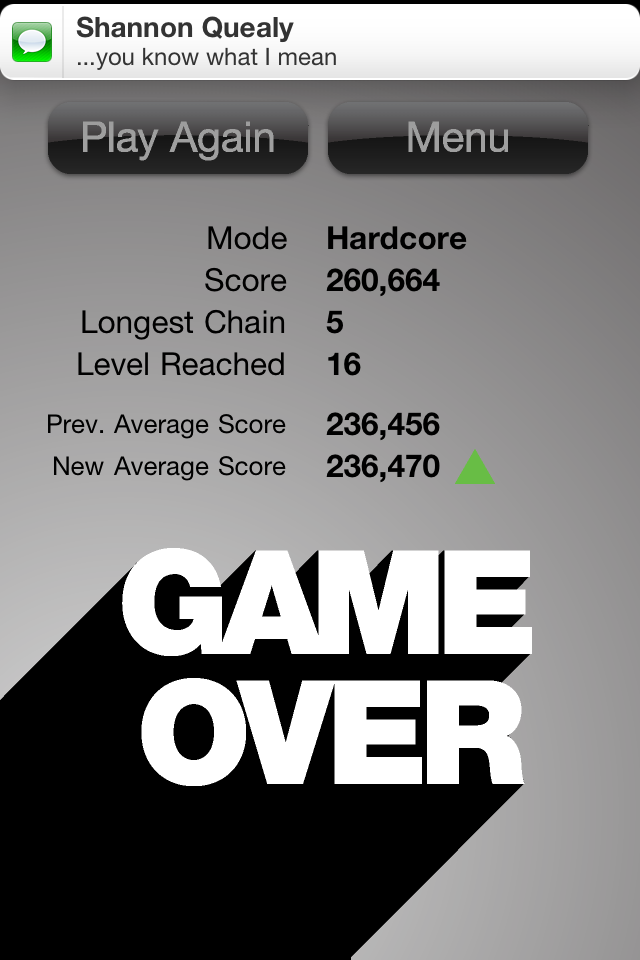 Shannon Quealy
...you know what I mean
Play Again Menu
Mode Hardcore
Score 260,664
Longest Chain 5
Level Reached 16
Prev. Average Score 236,456
New Average Score 236,470
GAME
OVER